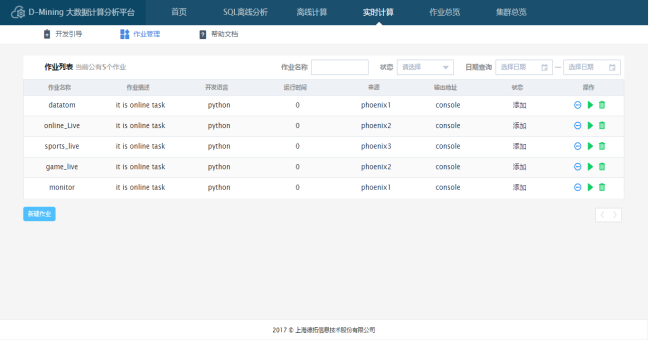 D-Mining 大数据计算分析平台 首页 SQL离线分析 离线计算 实时计算 作业总览 集群总览
开发引导 作业管理 帮助文档
作业列表 当前公有5个作业 作业名称 状态 请选择 日期查询 选择日期 — 选择日期
作业名称 作业描述 开发语言 运行时间 来源 输出地址 状态 操作
datatom it is online task python 0 phoenix1 console 添加
online_Live it is online task python 0 phoenix2 console 添加
sports_live it is online task python 0 phoenix3 console 添加
game_live it is online task python 0 phoenix2 console 添加
monitor it is online task python 0 phoenix1 console 添加
新建作业
2017 © 上海德拓信息技术股份有限公司